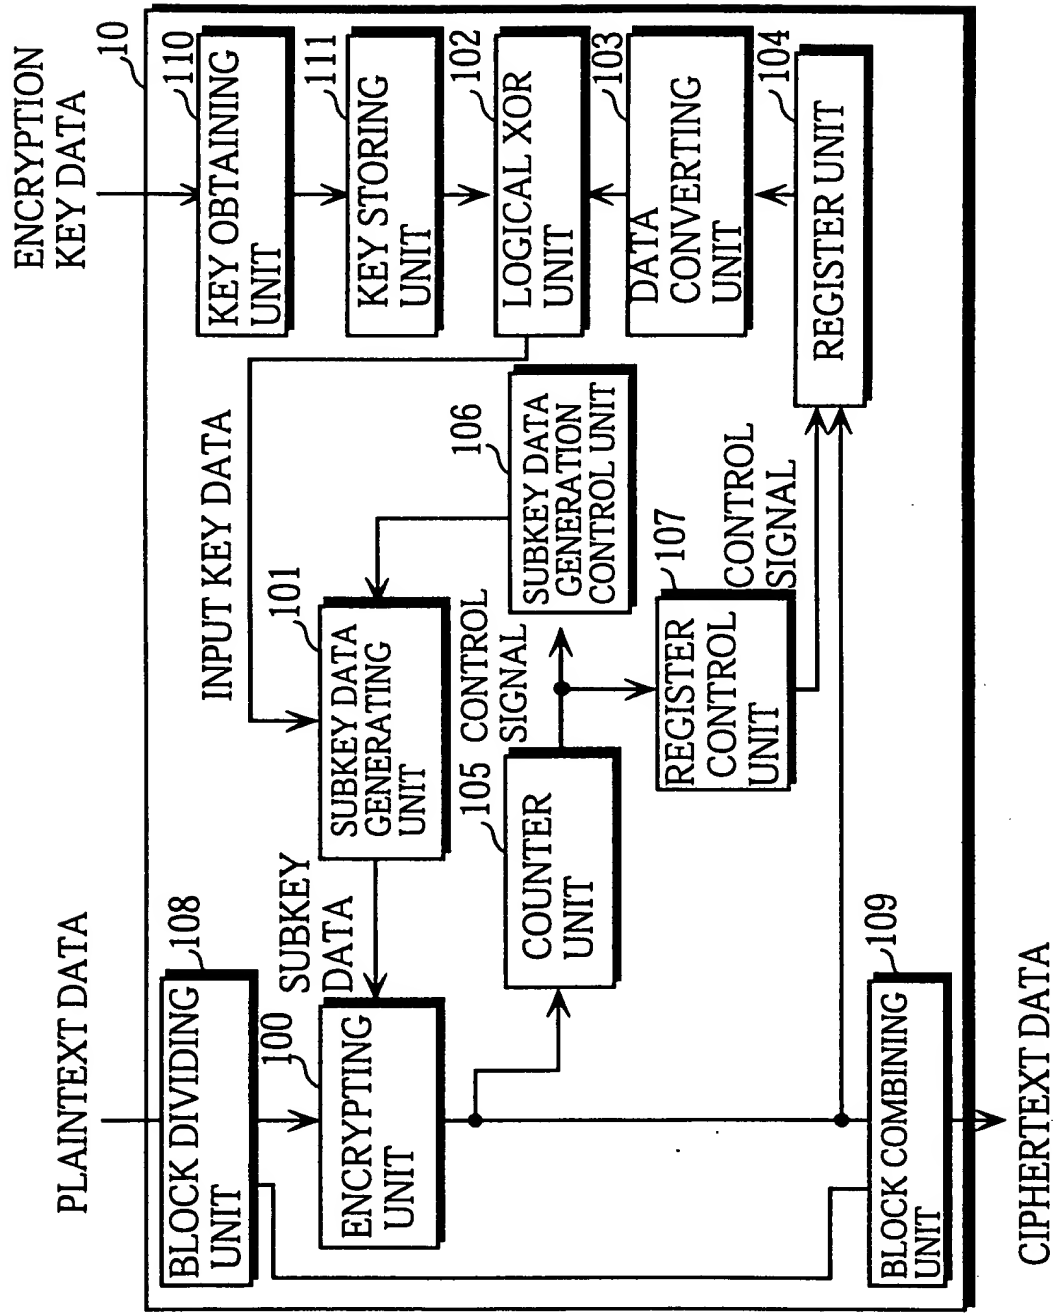 PLAINTEXT DATA
ENCRYPTION
KEY DATA
10
BLOCK DIVIDING
UNIT
108
INPUT KEY DATA
KEY OBTAINING
UNIT
110
SUBKEY
DATA
100
ENCRYPTING
UNIT
101
SUBKEY DATA
GENERATING
UNIT
KEY STORING
UNIT
111
CONTROL
SIGNAL
106
SUBKEY DATA
GENERATION
CONTROL UNIT
LOGICAL XOR
UNIT
102
105
COUNTER
UNIT
107
REGISTER
CONTROL
UNIT
DATA
CONVERTING
UNIT
103
CONTROL
SIGNAL
REGISTER UNIT
104
109
BLOCK COMBINING
UNIT
CIPHERTEXT DATA